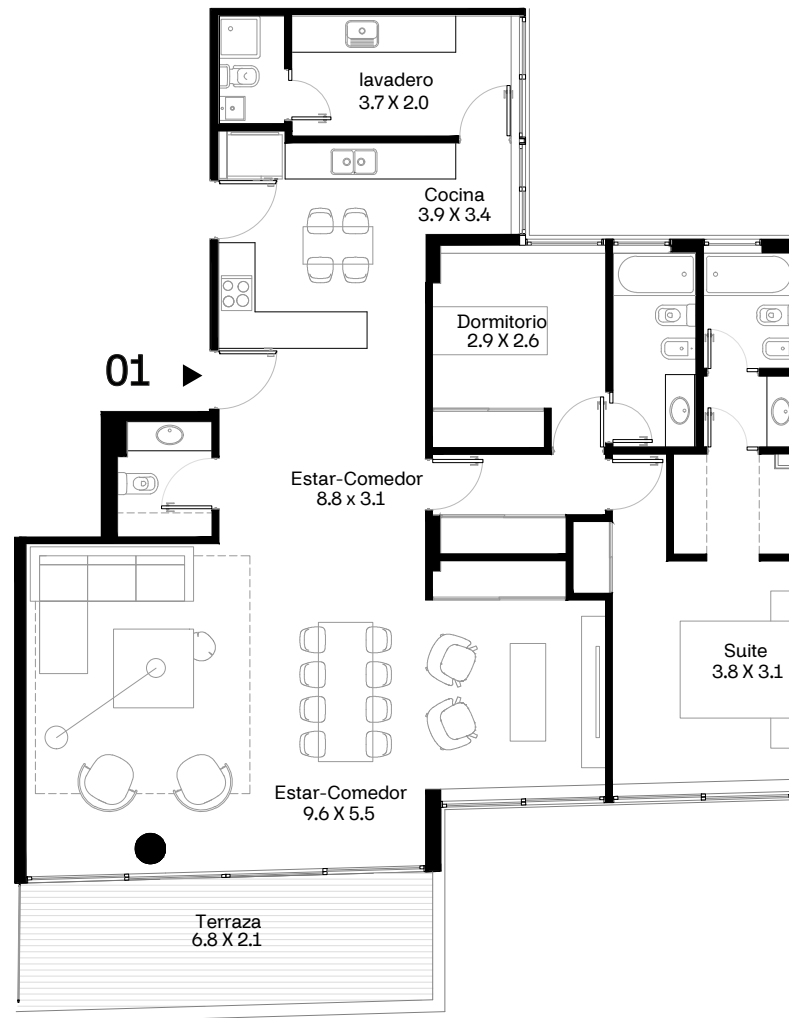 lavadero
3.7 X 2.0
Cocina
3.9 X 3.4
Dormitorio
2.9 X 2.6
01
Estar-Comedor
8.8 x 3.1
Suite
3.8 X 3.1
Estar-Comedor
9.6 X 5.5
Terraza
6.8 X 2.1